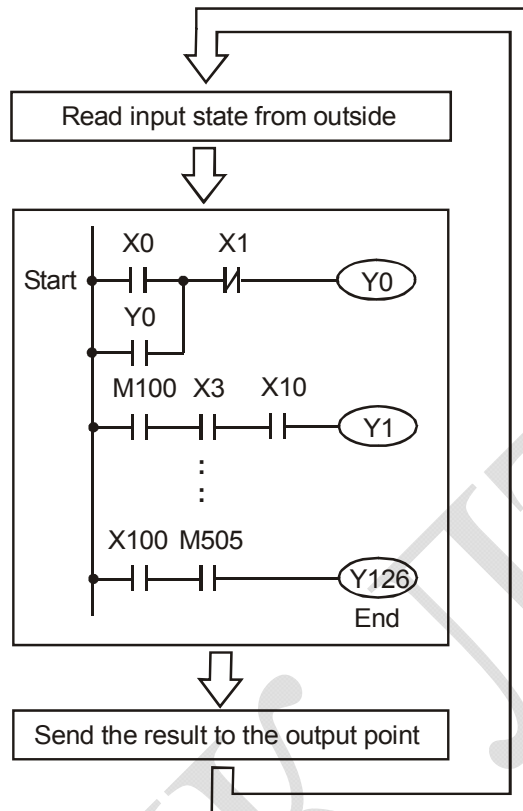 Read input state from outside
X0 X1
Start Y0
Y0
M100 X3 X10
Y1
X100 M505
Y126
End
Send the result to the output point